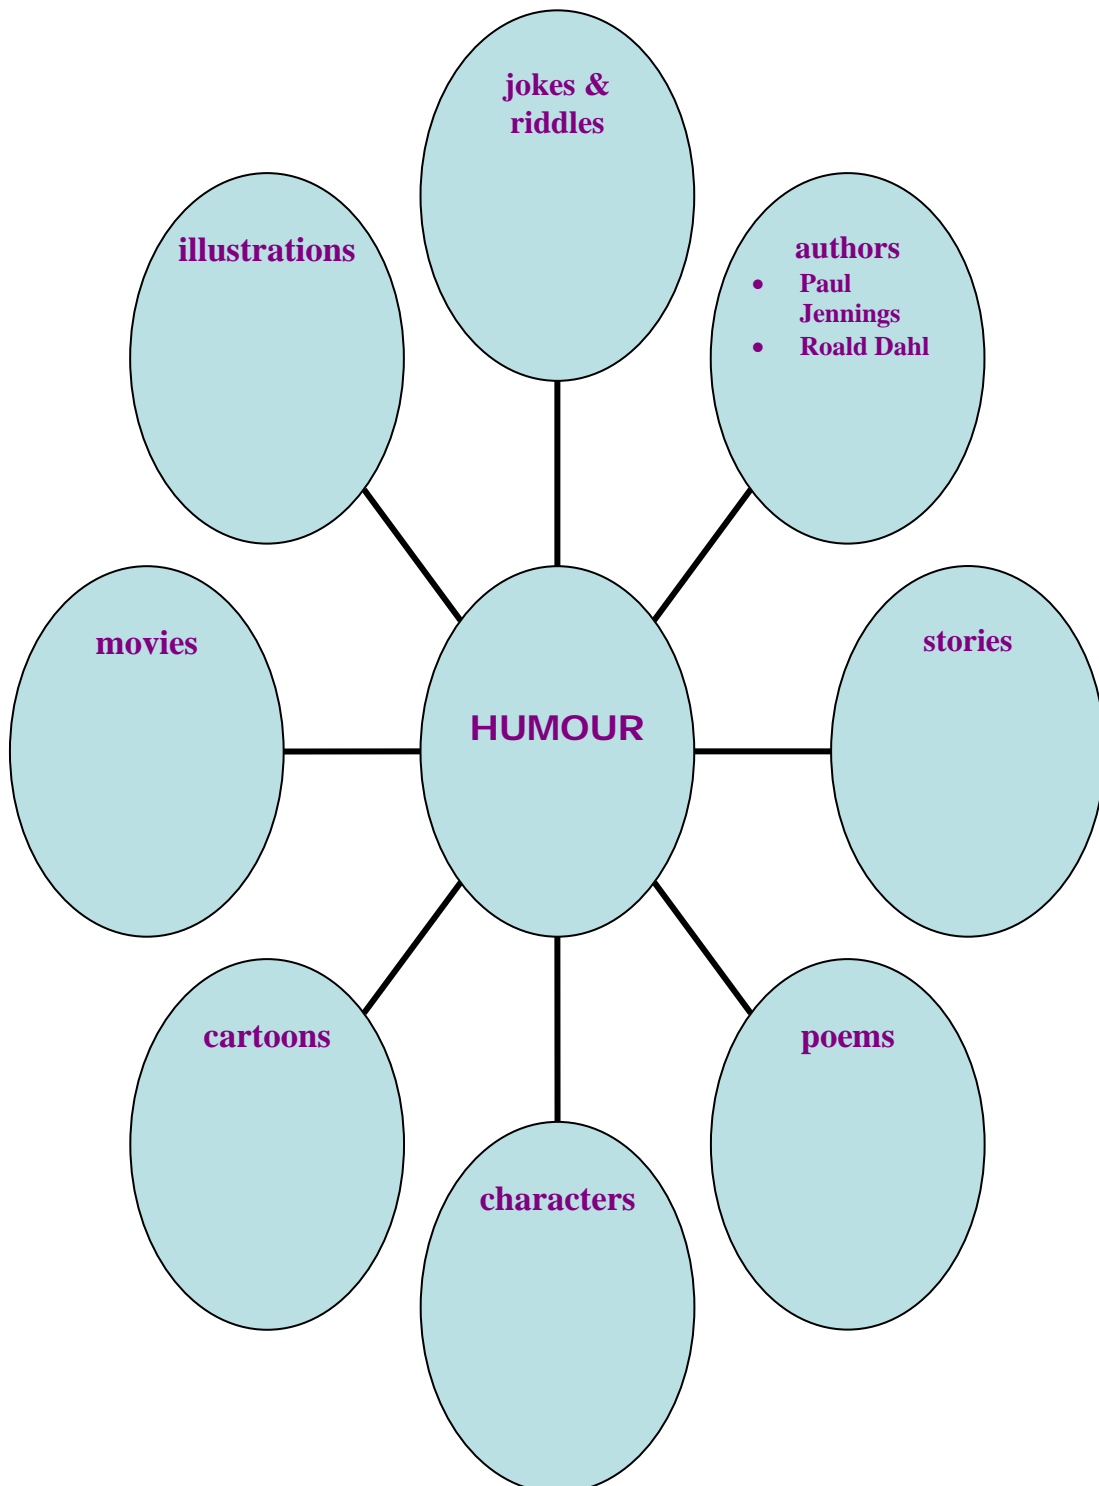 jokes &
riddles
illustrations
authors
• Paul
Jennings
• Roald Dahl
movies
stories
HUMOUR
cartoons
poems
characters